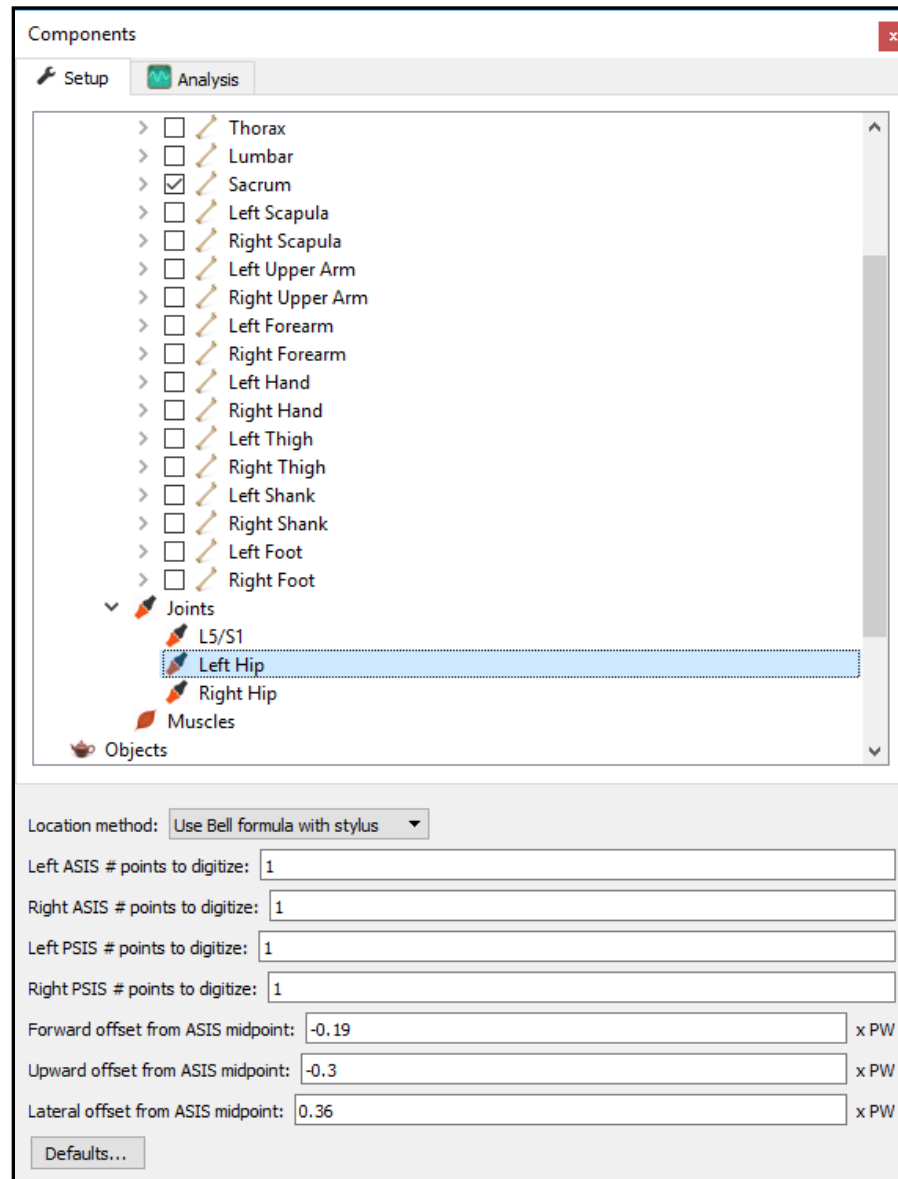 Components
x
Setup Analysis
Thorax
Lumbar
Sacrum
Left Scapula
Right Scapula
Left Upper Arm
Right Upper Arm
Left Forearm
Right Forearm
Left Hand
Right Hand
Left Thigh
Right Thigh
Left Shank
Right Shank
Left Foot
Right Foot
Joints
L5/S1
Left Hip
Right Hip
Muscles
Objects
Location method: Use Bell formula with stylus
Left ASIS # points to digitize: 1
Right ASIS # points to digitize: 1
Left PSIS # points to digitize: 1
Right PSIS # points to digitize: 1
Forward offset from ASIS midpoint: -0.19 x PW
Upward offset from ASIS midpoint: -0.3 x PW
Lateral offset from ASIS midpoint: 0.36 x PW
Defaults...